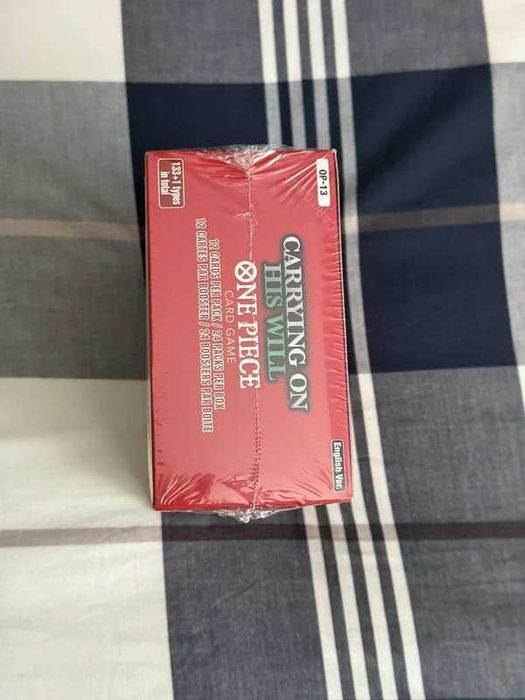 OP-13
English Ver.
CARRYING ON
HIS WILL
ONE PIECE
CARD GAME
12 CARDS PER PACK / 24 PACKS PER BOX
12 CARTES PAR BOOSTER / 24 BOOSTERS PAR BOITE
133+1 types
in total